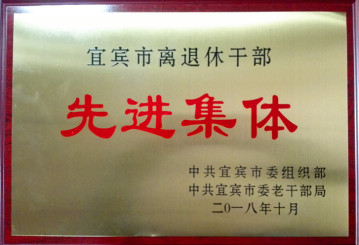 宜宾市离退休干部
先进集体
中共宜宾市委组织部
中共宜宾市委老干部局
二〇一八年十月